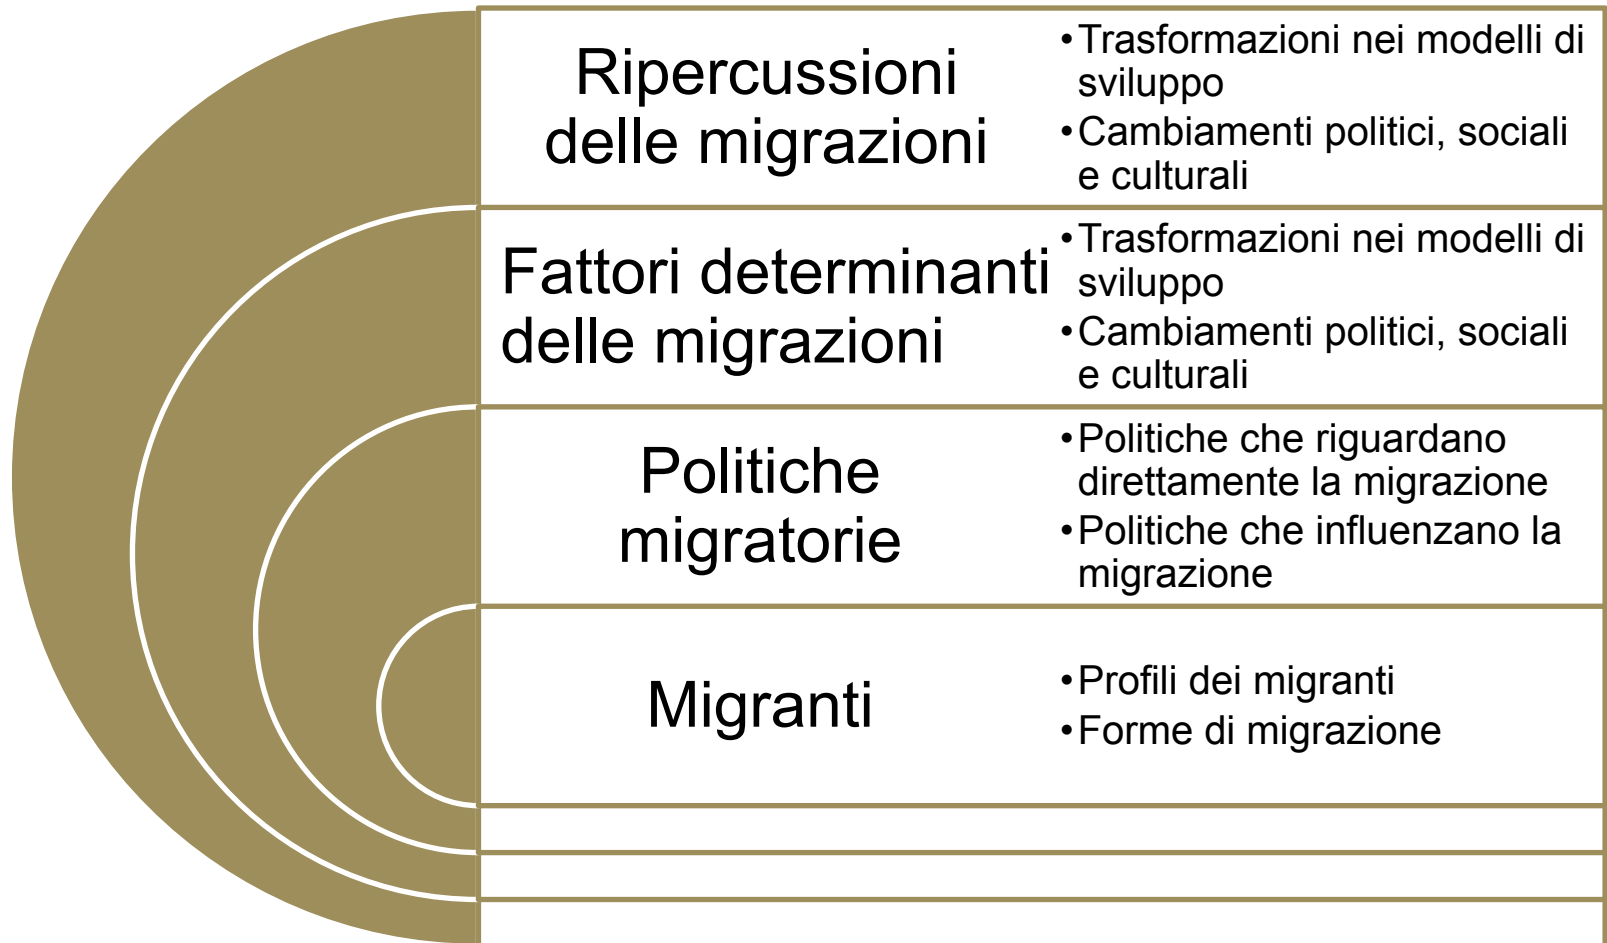 Ripercussioni
delle migrazioni
•Trasformazioni nei modelli di
sviluppo
•Cambiamenti politici, sociali
e culturali
Fattori determinanti
delle migrazioni
•Trasformazioni nei modelli di
sviluppo
•Cambiamenti politici, sociali
e culturali
Politiche
migratorie
•Politiche che riguardano
direttamente la migrazione
•Politiche che influenzano la
migrazione
Migranti
•Profili dei migranti
•Forme di migrazione